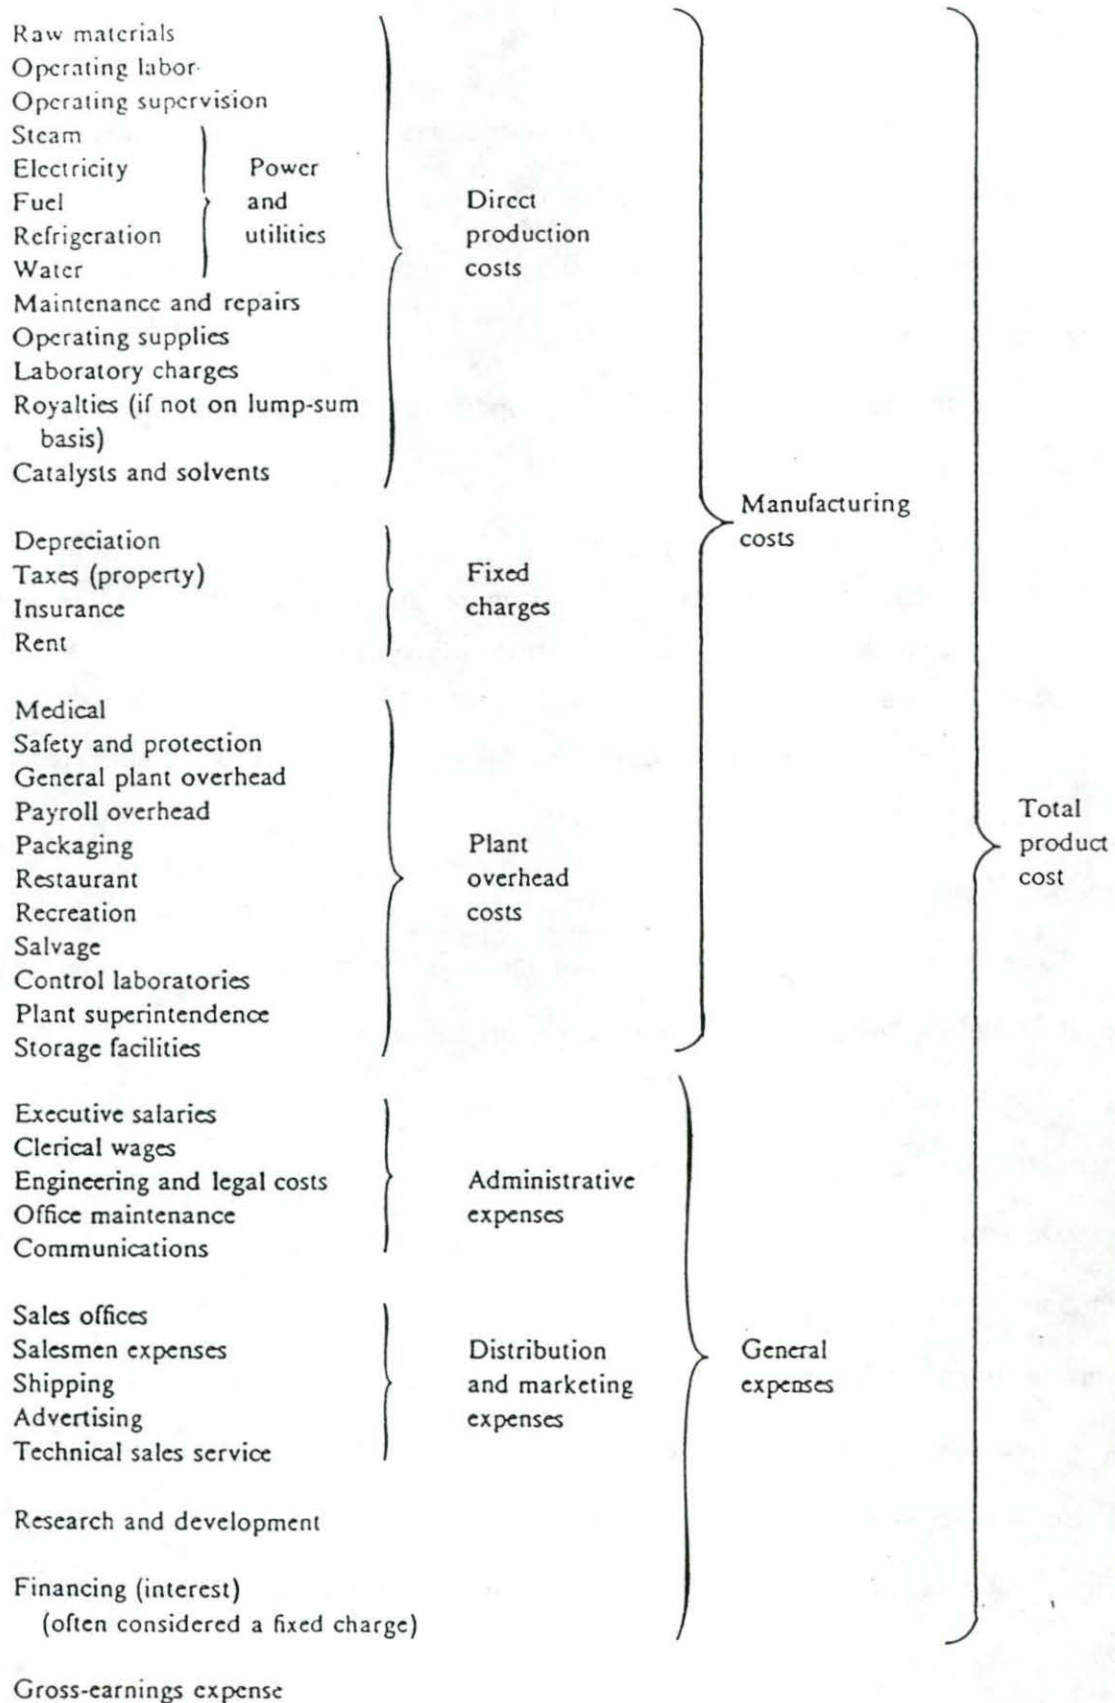 Raw materials
Operating labor
Operating supervision
Steam
Electricity
Fuel
Refrigeration
Water
Power
and
utilities
Maintenance and repairs
Operating supplies
Laboratory charges
Royalties (if not on lump-sum
basis)
Catalysts and solvents
Direct
production
costs
Depreciation
Taxes (property)
Insurance
Rent
Fixed
charges
Medical
Safety and protection
General plant overhead
Payroll overhead
Packaging
Restaurant
Recreation
Salvage
Control laboratories
Plant superintendence
Storage facilities
Plant
overhead
costs
Manufacturing
costs
Executive salaries
Clerical wages
Engineering and legal costs
Office maintenance
Communications
Administrative
expenses
Sales offices
Salesmen expenses
Shipping
Advertising
Technical sales service
Distribution
and marketing
expenses
Research and development
Financing (interest)
(often considered a fixed charge)
General
expenses
Total
product
cost
Gross-earnings expense